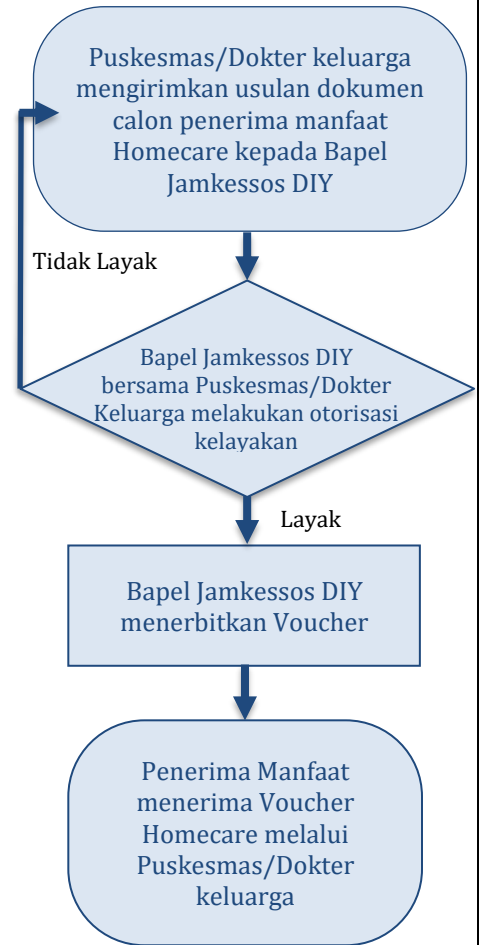 Puskesmas/Dokter keluarga
mengirimkan usulan dokumen
calon penerima manfaat
Homecare kepada Bapel
Jamkessos DIY
Tidak Layak
Bapel Jamkessos DIY
bersama Puskesmas/Dokter
Keluarga melakukan otorisasi
kelayakan
Layak
Bapel Jamkessos DIY
menerbitkan Voucher
Penerima Manfaat
menerima Voucher
Homecare melalui
Puskesmas/Dokter
keluarga